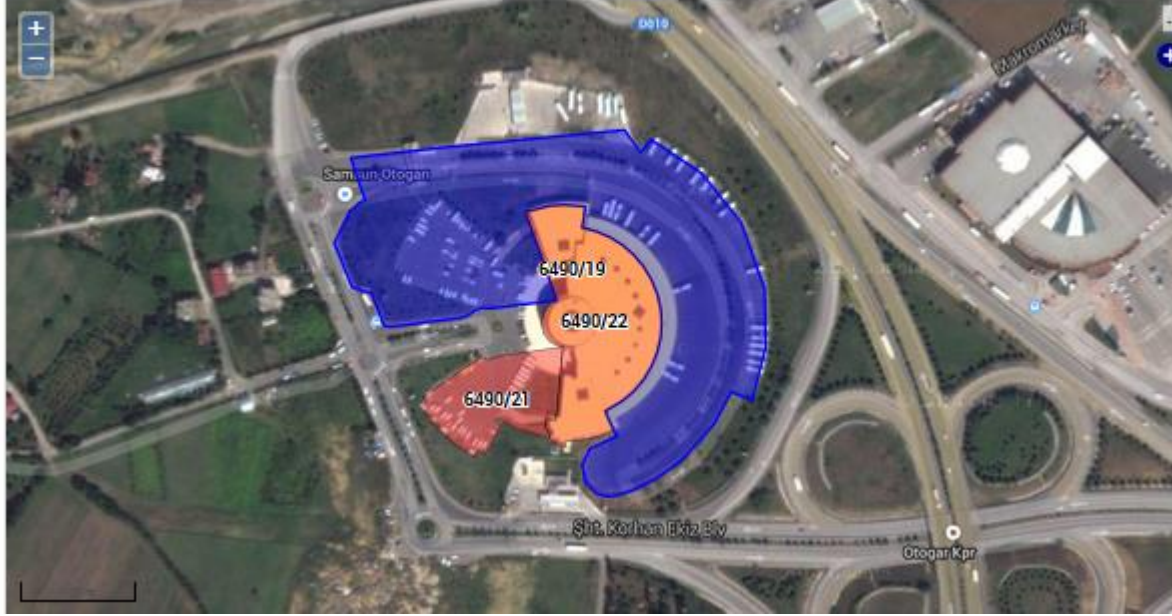 +
D010
Makromarket
−
Samsun Otogarı
6490/19
6490/22
6490/21
Şht. Korhan Ekiz Blv
Otogar Kpr